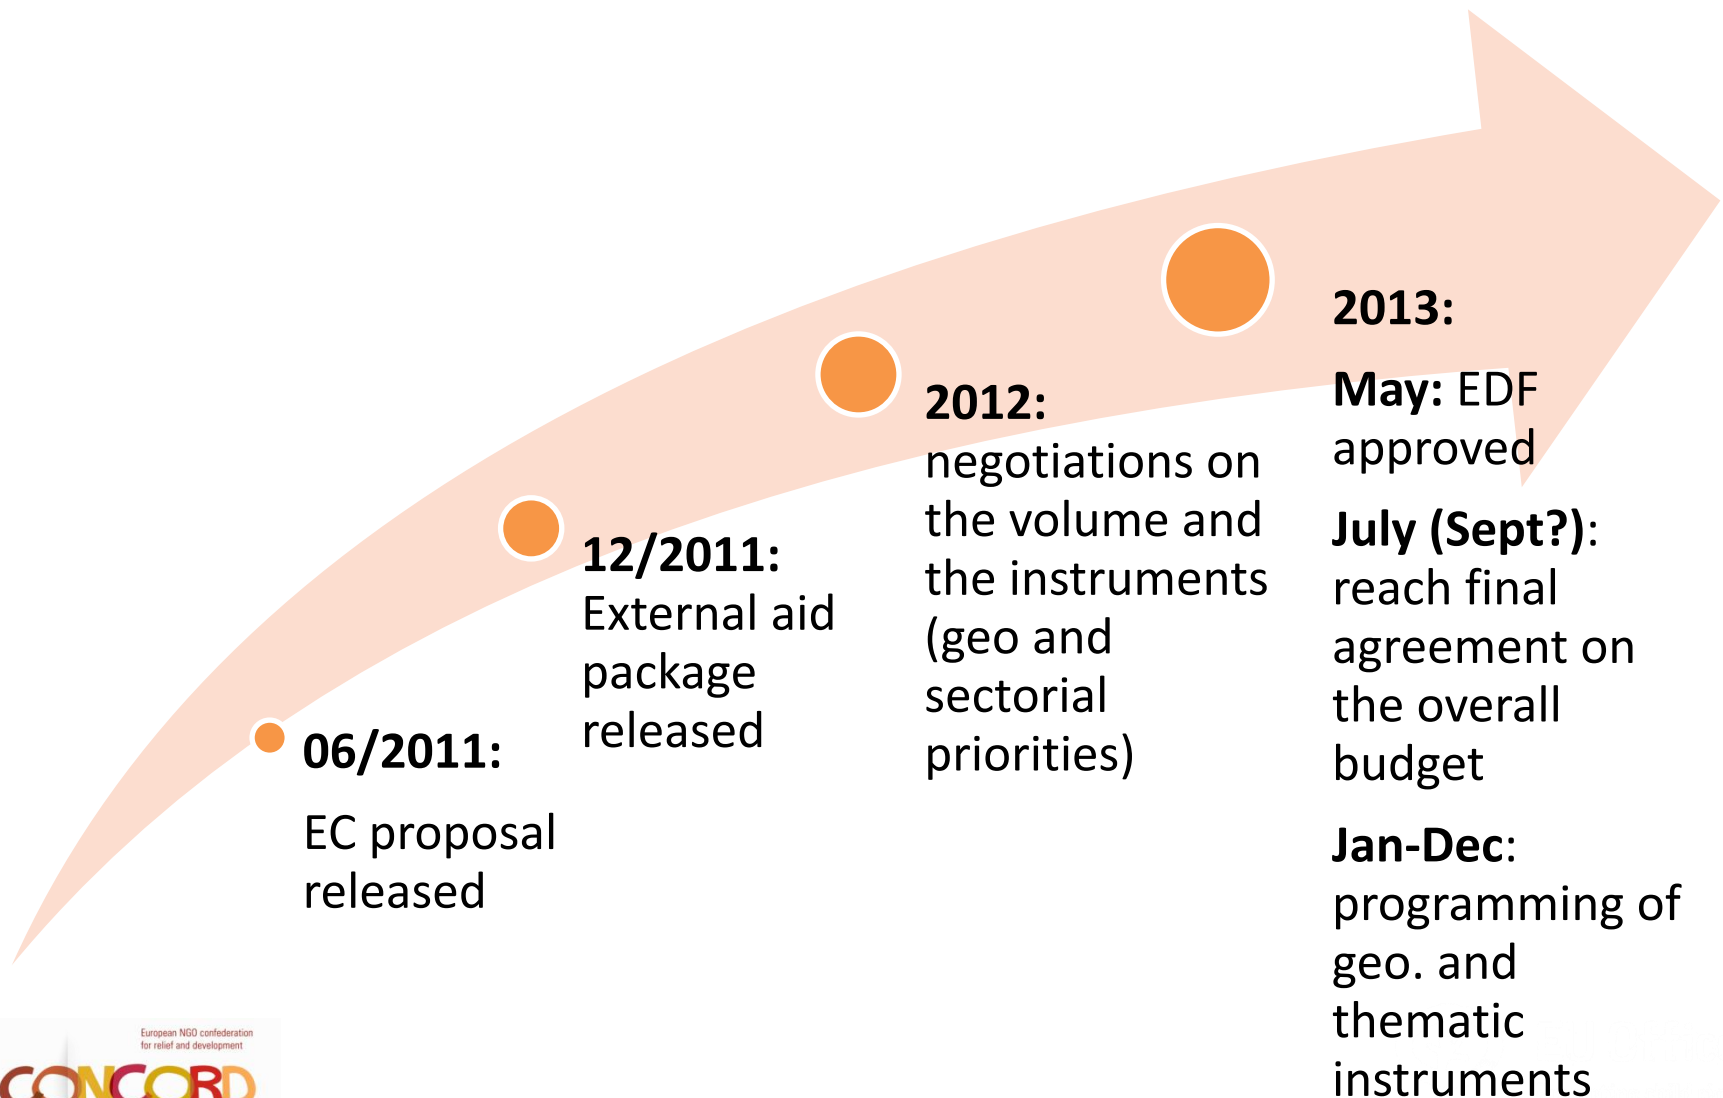 06/2011:
EC proposal
released
12/2011:
External aid
package
released
2012:
negotiations on
the volume and
the instruments
(geo and
sectorial
priorities)
2013:
May: EDF
approved
July (Sept?):
reach final
agreement on
the overall
budget
Jan-Dec:
programming of
geo. and
thematic
instruments
European NGO confederation
for relief and development
CONCORD